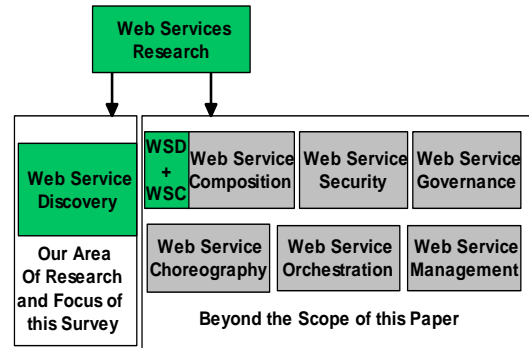 Web Services
Research
Web Service
Discovery
Our Area
Of Research
and Focus of
this Survey
WSD
+
WSC
Web Service
Composition
Web Service
Security
Web Service
Governance
Web Service
Choreography
Web Service
Orchestration
Web Service
Management
Beyond the Scope of this Paper